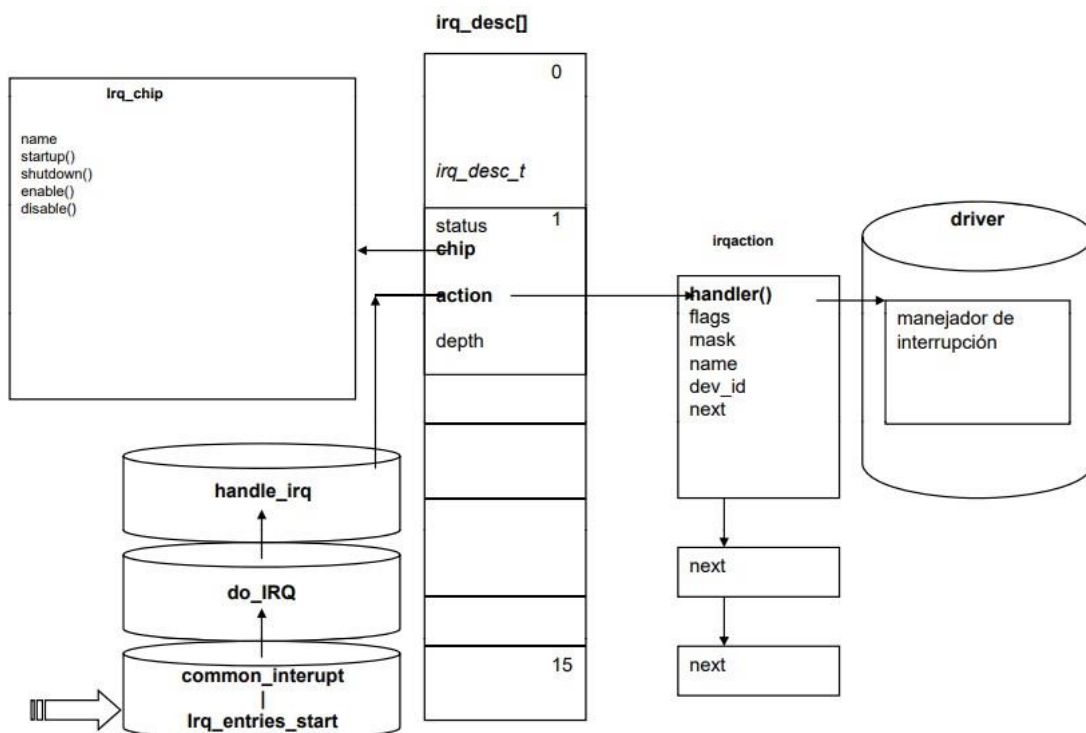 irq_desc[]
0
Irq_chip
name
startup()
shutdown()
enable()
disable()
irq_desc_t
status
1
chip
action
depth
15
irqaction
handler()
flags
mask
name
dev_id
next
next
next
driver
manejador de
interrupción
handle_irq
do_IRQ
common_interupt
|
Irq_entries_start